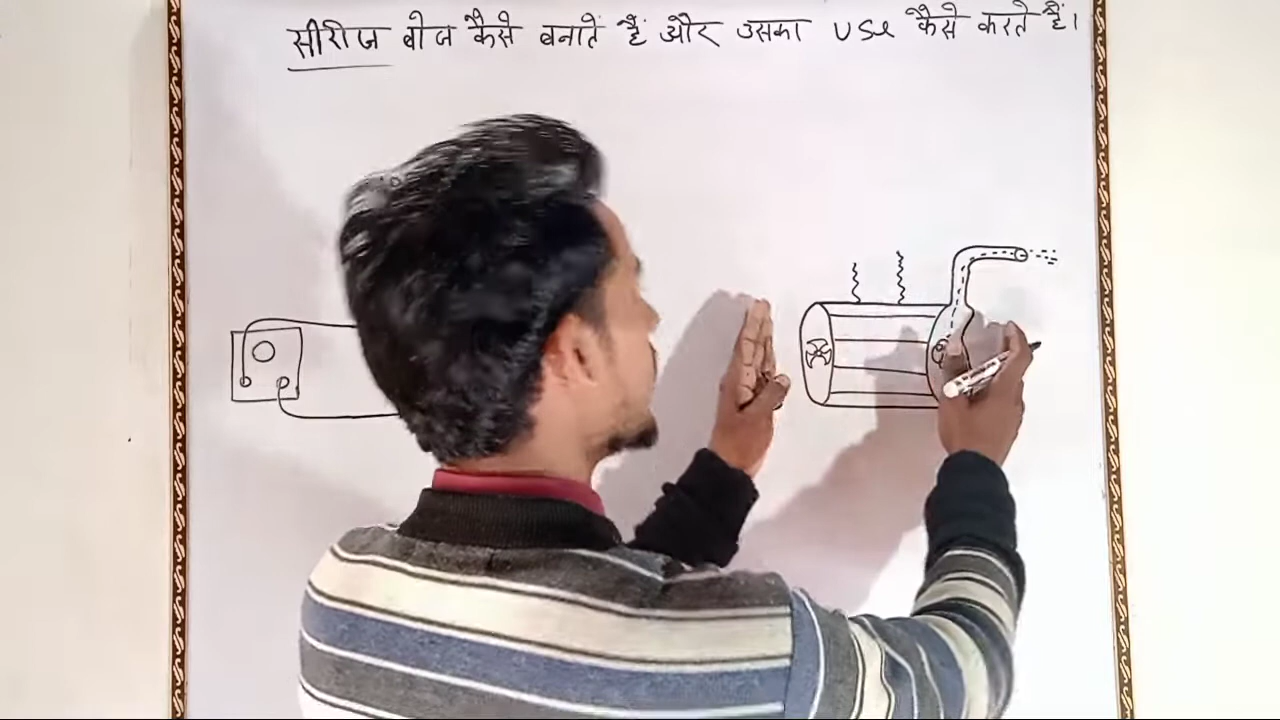 सीरीज बोर्ज कैसे बनाते हैं और उसका use कैसे करते हैं।